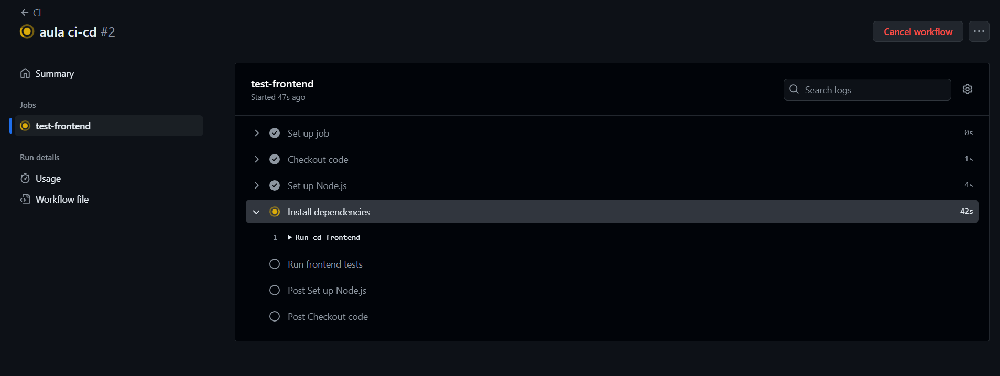 CI
aula ci-cd #2
Cancel workflow
Summary
Jobs
test-frontend
Run details
Usage
Workflow file
test-frontend
Started 47s ago
Search logs
Set up job 0s
Checkout code 1s
Set up Node.js 4s
Install dependencies 42s
1 Run cd frontend
Run frontend tests
Post Set up Node.js
Post Checkout code